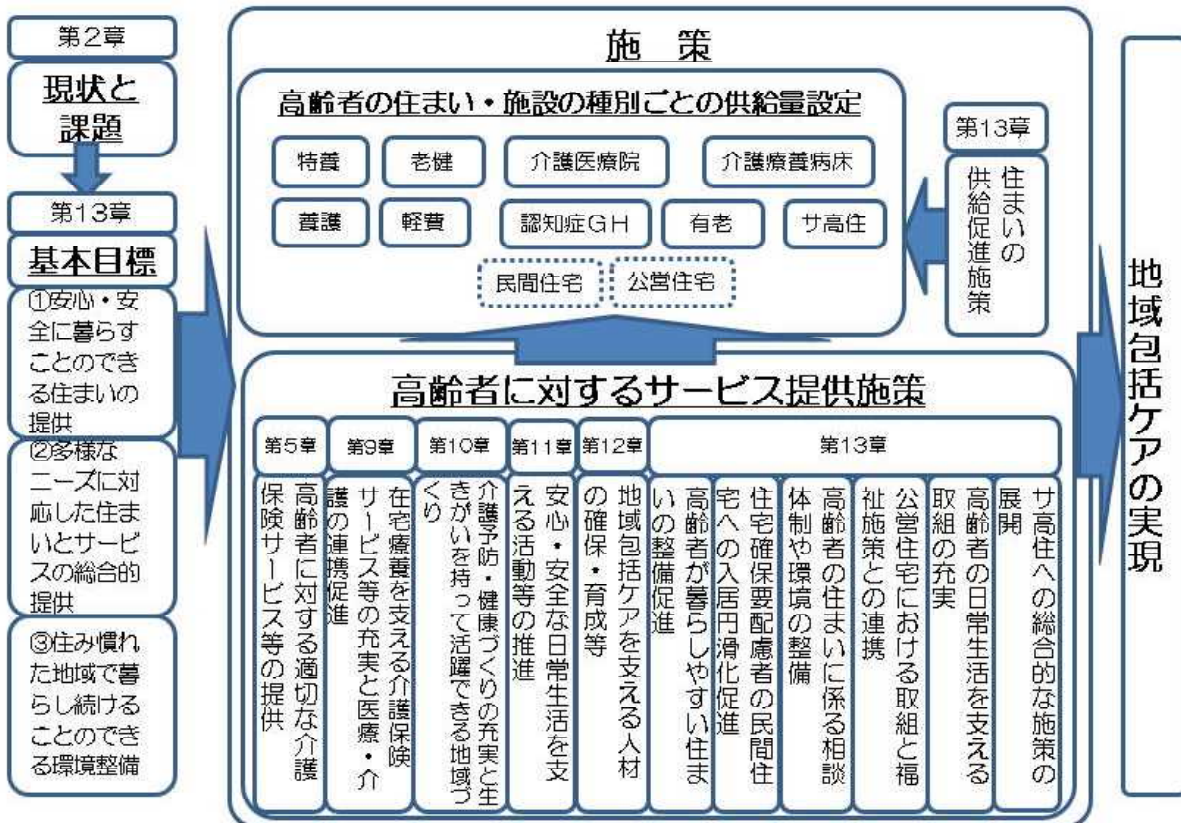 第2章
現状と
課題
第13章
基本目標
①安心・安
全に暮らす
ことのでき
る住まいの
提供
②多様な
ニーズに対
応した住ま
いとサービ
スの総合的
提供
③住み慣れ
た地域で暮
らし続ける
ことのでき
る環境整備
施 策
高齢者の住まい・施設の種別ごとの供給量設定
特養
老健
介護医療院
介護療養病床
養護
軽費
認知症GH
有老
サ高住
民間住宅
公営住宅
第13章
住まいの
供給促進施策
高齢者に対するサービス提供施策
第5章
高齢者に対する適切な介護
保険サービス等の提供
第9章
在宅療養を支える介護保険
サービス等の充実と医療・介
護の連携促進
第10章
介護予防・健康づくりの充実と生
きがいを持って活躍できる地域づ
くり
第11章
安心・安全な日常生活を支
える活動等の推進
第12章
地域包括ケアを支える人材
の確保・育成等
第13章
高齢者が暮らしやすい住ま
いの整備促進
住宅確保要配慮者の民間住
宅への入居円滑化促進
高齢者の住まいに係る相談
体制や環境の整備
公営住宅における取組と福
祉施策との連携
高齢者の日常生活を支える
取組の充実
サ高住への総合的な施策の
展開
地域包括ケアの実現